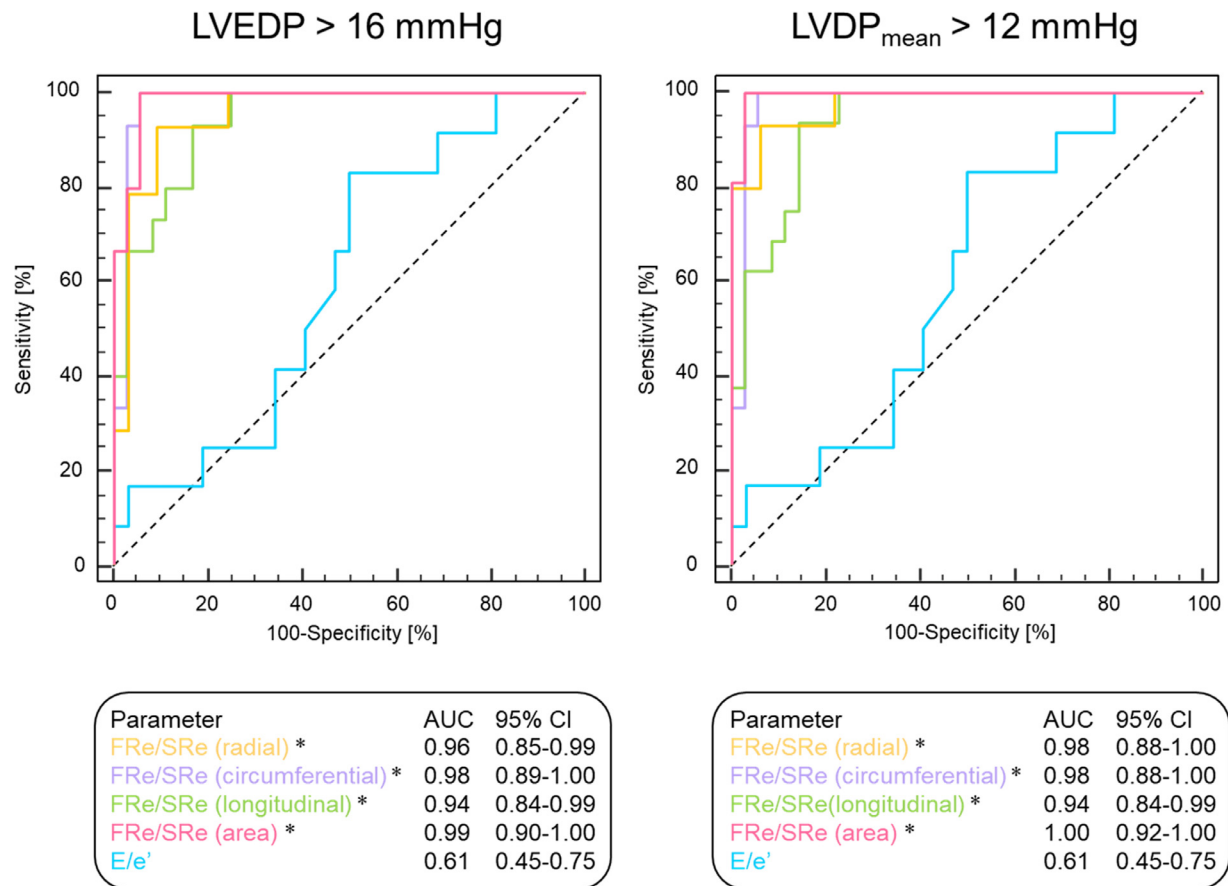 LVEDP > 16 mmHg
LVDPmean > 12 mmHg
100
80
60
40
20
0
Sensitivity [%]
0 20 40 60 80 100
100-Specificity [%]
100
80
60
40
20
0
Sensitivity [%]
0 20 40 60 80 100
100-Specificity [%]
Parameter AUC 95% CI
FRe/SRe (radial) * 0.96 0.85-0.99
FRe/SRe (circumferential) * 0.98 0.89-1.00
FRe/SRe (longitudinal) * 0.94 0.84-0.99
FRe/SRe (area) * 0.99 0.90-1.00
E/e’ 0.61 0.45-0.75
Parameter AUC 95% CI
FRe/SRe (radial) * 0.98 0.88-1.00
FRe/SRe (circumferential) * 0.98 0.88-1.00
FRe/SRe(longitudinal) * 0.94 0.84-0.99
FRe/SRe (area) * 1.00 0.92-1.00
E/e’ 0.61 0.45-0.75